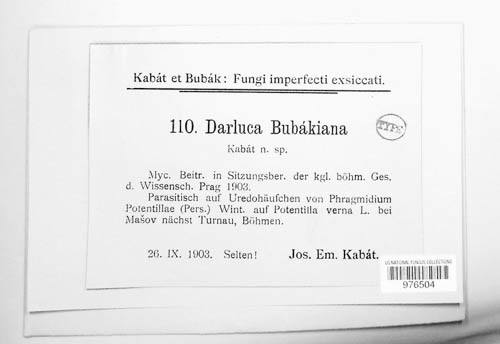 Kabát et Bubák: Fungi imperfecti exsiccati.
110. Darluca Bubákiana
TYPE
Kabát n. sp.
Myc. Beitr. in Sitzungsber. der kgl. böhm. Ges.
d. Wissensch. Prag 1903.
Parasitisch auf Uredohäufchen von Phragmidium
Potentillae (Pers.) Wint. auf Potentilla verna L. bei
Mašov nächst Turnau, Böhmen.
26. IX. 1903. Selten!
Jos. Em. Kabát.
US NATIONAL FUNGUS COLLECTIONS
976504